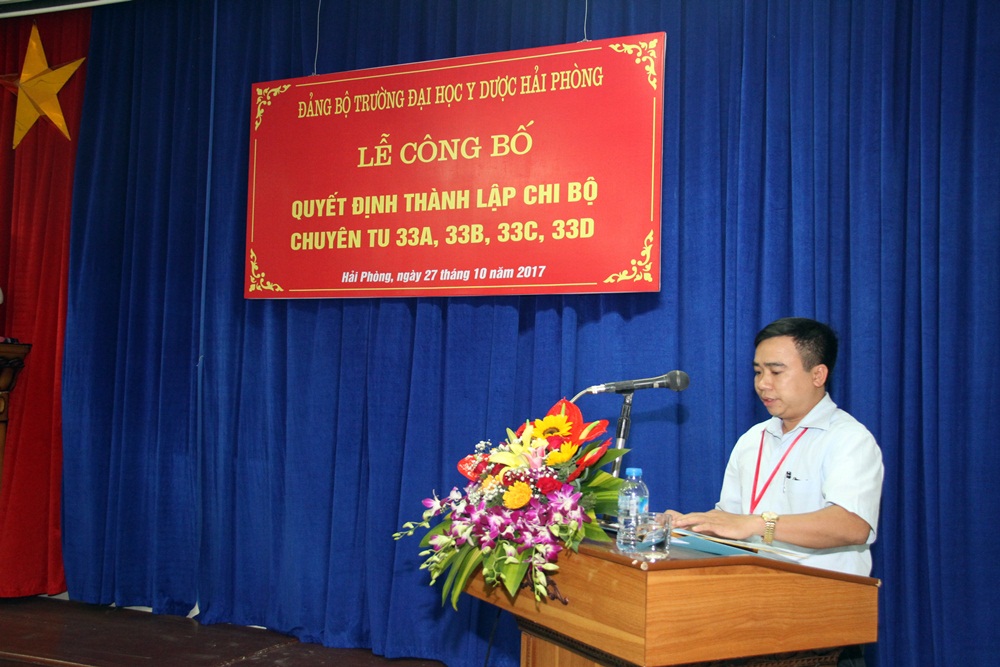 ĐẢNG BỘ TRƯỜNG ĐẠI HỌC Y DƯỢC HẢI PHÒNG
LỄ CÔNG BỐ
QUYẾT ĐỊNH THÀNH LẬP CHI BỘ
CHUYÊN TU 33A, 33B, 33C, 33D
Hải Phòng, ngày 27 tháng 10 năm 2017